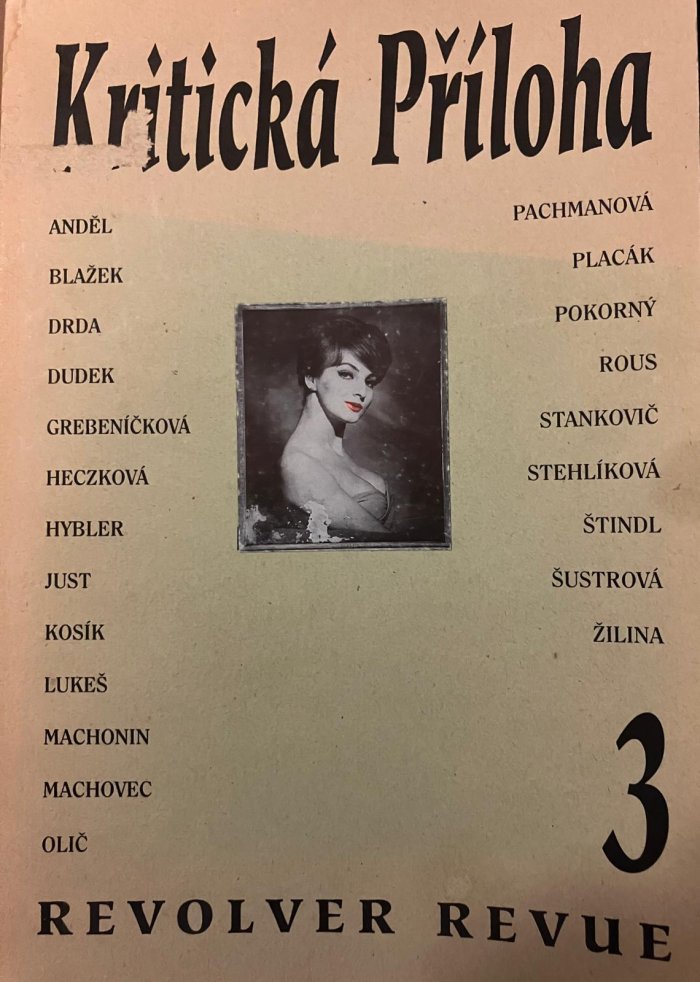 Kritická Příloha
ANDĚL
BLAŽEK
DRDA
DUDEK
GREBENÍČKOVÁ
HECZKOVÁ
HYBLER
JUST
KOSÍK
LUKEŠ
MACHONIN
MACHOVEC
OLIČ
PACHMANOVÁ
PLACÁK
POKORNÝ
ROUS
STANKOVIČ
STEHLÍKOVÁ
ŠTINDL
ŠUSTROVÁ
ŽILINA
3
REVOLVER REVUE